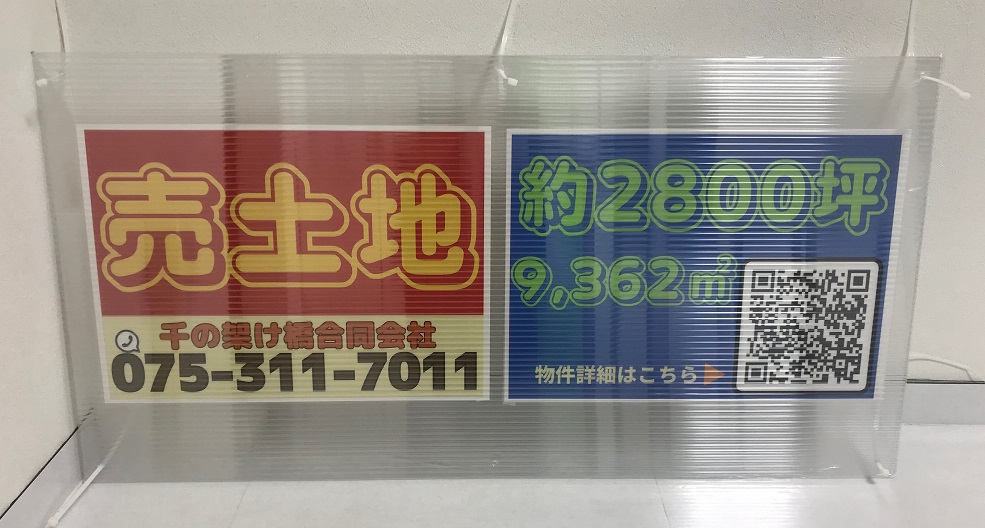 売土地
千の架け橋合同会社
075-311-7011
約2800坪
9,362㎡
物件詳細はこちら▶